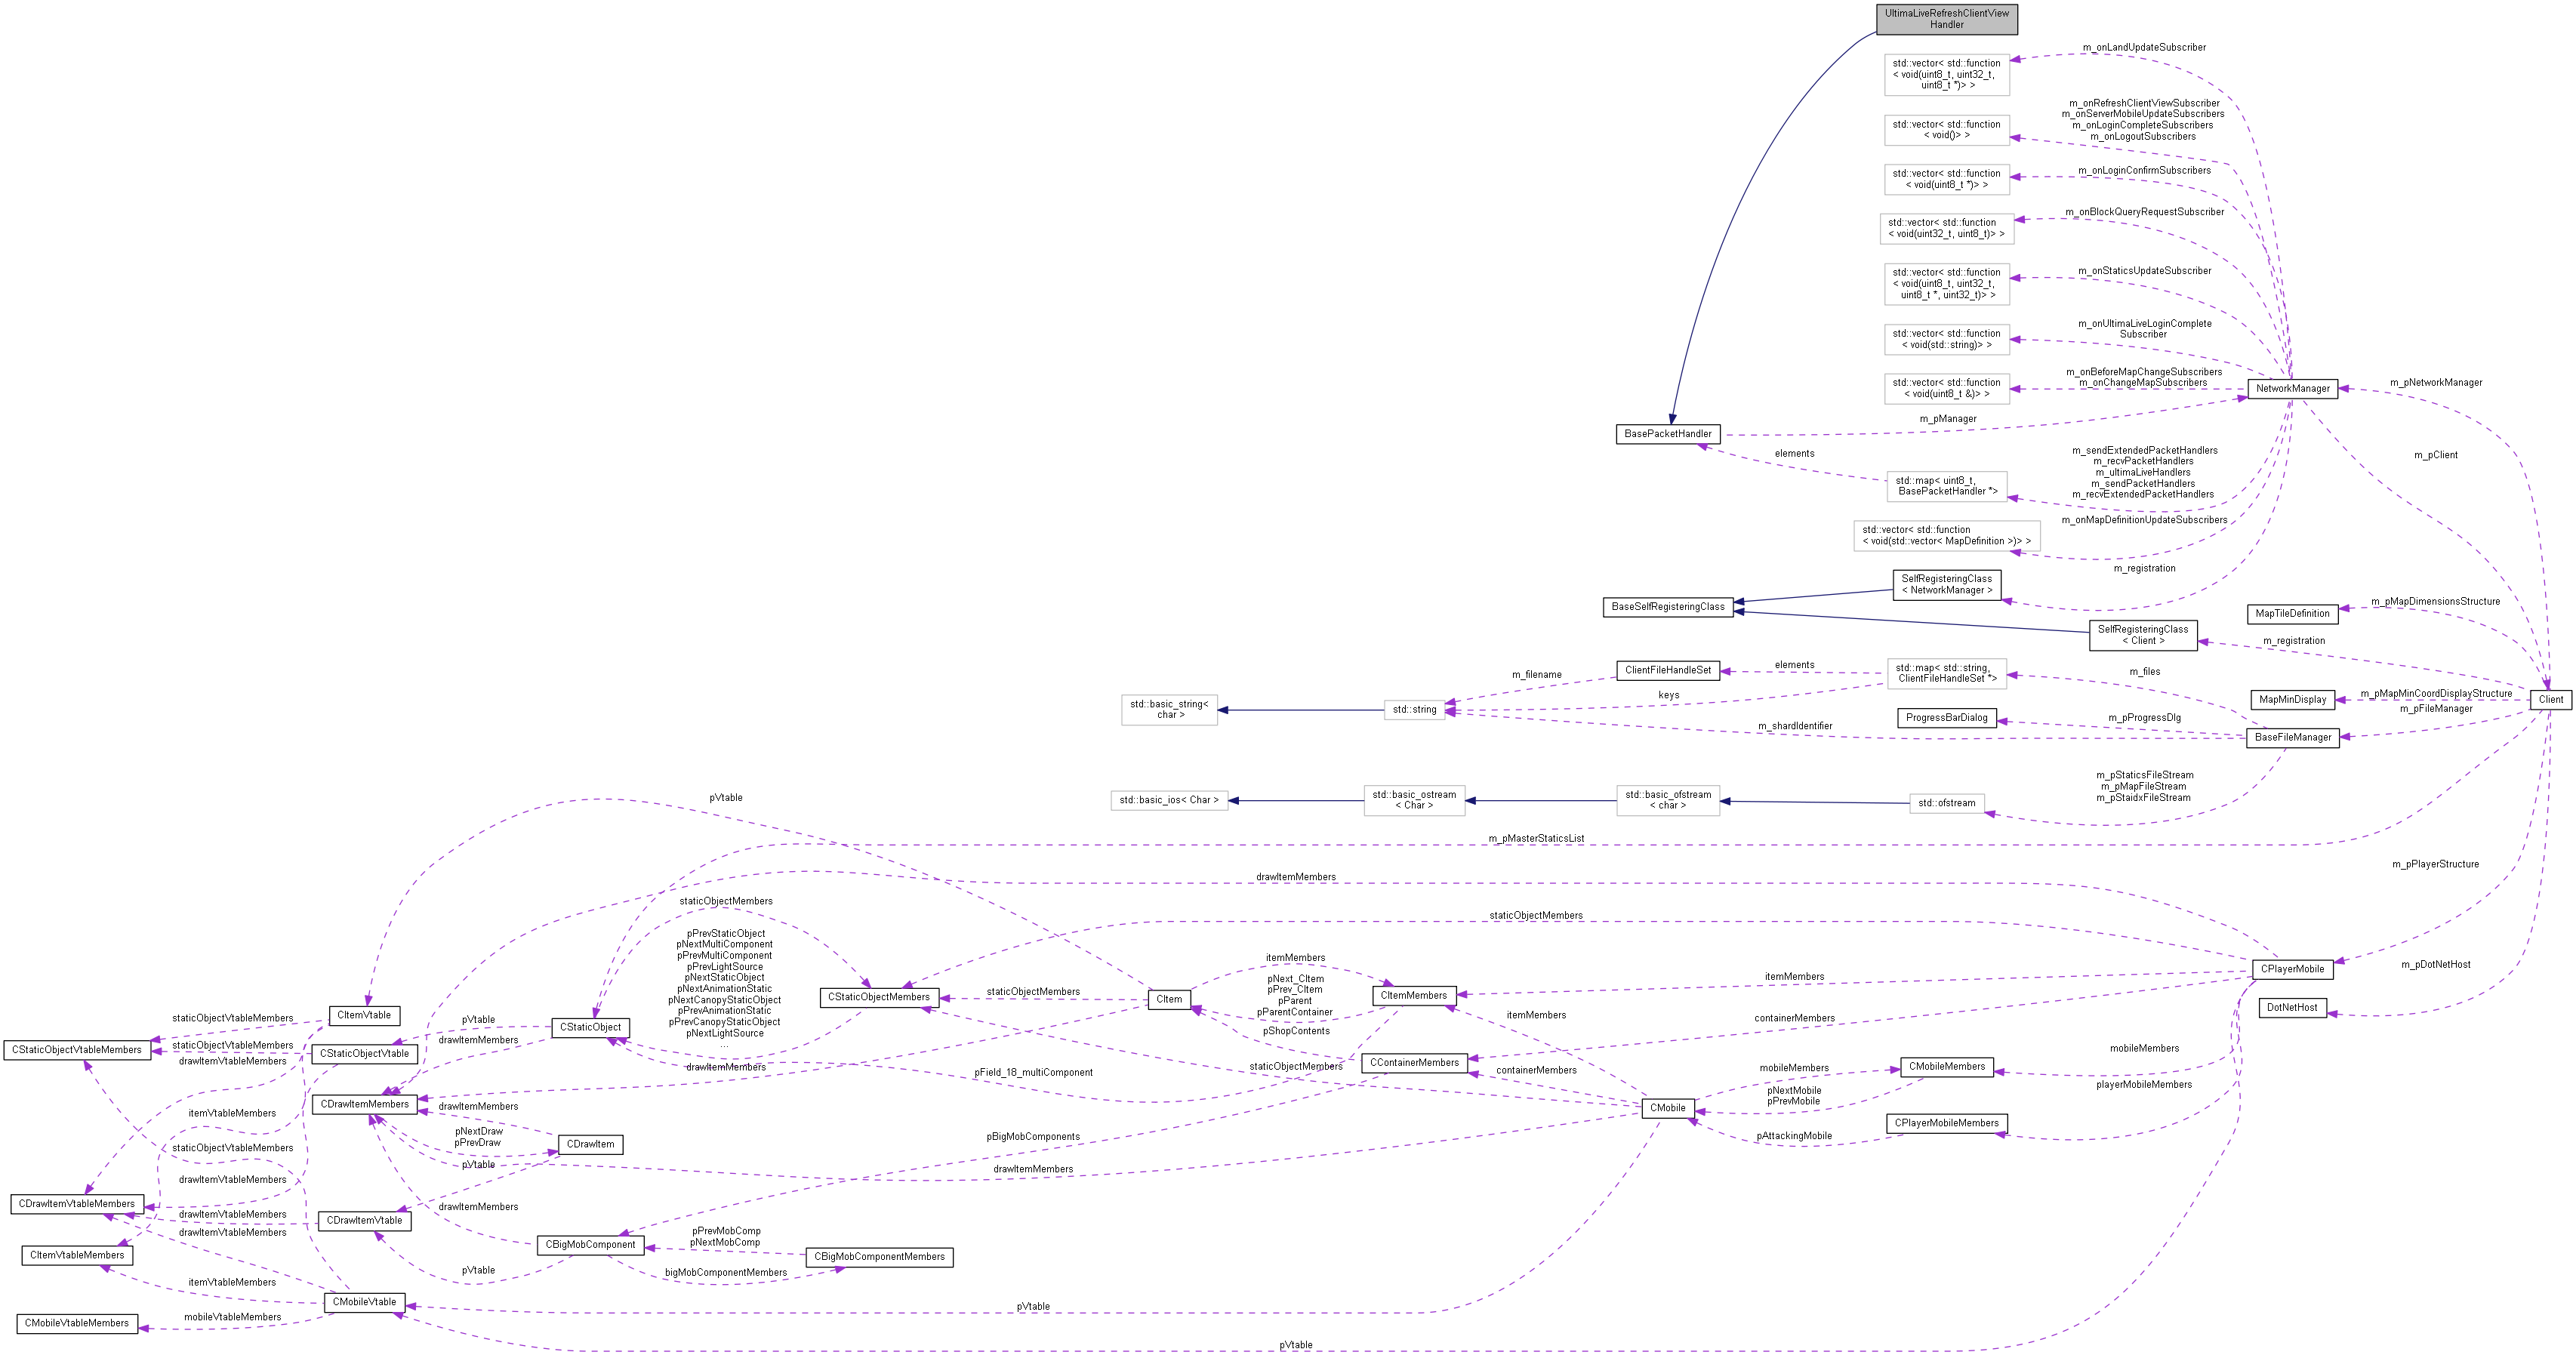 UltimaLiveRefreshClientView
Handler
m_onLandUpdateSubscriber
std::vector< std::function
< void(uint8_t, uint32_t,
uint8_t *)> >
m_onRefreshClientViewSubscriber
m_onServerMobileUpdateSubscribers
m_onLoginCompleteSubscribers
m_onLogoutSubscribers
std::vector< std::function
< void()> >
m_onLoginConfirmSubscribers
std::vector< std::function
< void(uint8_t *)> >
m_onBlockQueryRequestSubscriber
std::vector< std::function
< void(uint32_t, uint8_t)> >
m_onStaticsUpdateSubscriber
std::vector< std::function
< void(uint8_t, uint32_t,
uint8_t *, uint32_t)> >
m_onUltimaLiveLoginComplete
Subscriber
std::vector< std::function
< void(std::string)> >
m_onBeforeMapChangeSubscribers
m_onChangeMapSubscribers
std::vector< std::function
< void(uint8_t &)> >
NetworkManager
m_pNetworkManager
m_pManager
BasePacketHandler
elements
m_sendExtendedPacketHandlers
m_recvPacketHandlers
m_ultimaLiveHandlers
m_sendPacketHandlers
m_recvExtendedPacketHandlers
std::map< uint8_t,
BasePacketHandler *>
m_pClient
m_onMapDefinitionUpdateSubscribers
std::vector< std::function
< void(std::vector< MapDefinition >)> >
m_registration
SelfRegisteringClass
< NetworkManager >
BaseSelfRegisteringClass
m_pMapDimensionsStructure
MapTileDefinition
SelfRegisteringClass
< Client >
m_registration
ClientFileHandleSet
elements
std::map< std::string,
ClientFileHandleSet *>
m_files
m_filename
keys
std::basic_string<
char >
std::string
MapMinDisplay
m_pMapMinCoordDisplayStructure
Client
m_pFileManager
ProgressBarDialog
m_pProgressDlg
m_shardIdentifier
BaseFileManager
m_pStaticsFileStream
m_pMapFileStream
m_pStaidxFileStream
std::basic_ios< Char >
std::basic_ostream
< Char >
std::basic_ofstream
< char >
std::ofstream
pVtable
m_pMasterStaticsList
m_pPlayerStructure
drawItemMembers
staticObjectMembers
staticObjectMembers
pPrevStaticObject
pNextMultiComponent
pPrevMultiComponent
pPrevLightSource
pNextStaticObject
pNextAnimationStatic
pNextCanopyStaticObject
pPrevAnimationStatic
pPrevCanopyStaticObject
pNextLightSource
...
itemMembers
pNext_CItem
pPrev_CItem
pParent
pParentContainer
pShopContents
itemMembers
CPlayerMobile
m_pDotNetHost
DotNetHost
CStaticObjectMembers
staticObjectMembers
CItem
CItemMembers
itemMembers
containerMembers
CItemVtable
staticObjectVtableMembers
CStaticObject
pVtable
drawItemMembers
CStaticObjectVtableMembers
staticObjectVtableMembers
drawItemVtableMembers
CStaticObjectVtable
drawItemMembers
pField_18_multiComponent
staticObjectMembers
CContainerMembers
containerMembers
mobileMembers
CMobileMembers
mobileMembers
pNextMobile
pPrevMobile
playerMobileMembers
CDrawItemMembers
drawItemMembers
itemVtableMembers
pNextDraw
pPrevDraw
CDrawItem
CMobile
CPlayerMobileMembers
pAttackingMobile
pBigMobComponents
staticObjectVtableMembers
pVtable
drawItemMembers
drawItemVtableMembers
CDrawItemVtableMembers
drawItemVtableMembers
CDrawItemVtable
drawItemMembers
drawItemVtableMembers
CBigMobComponent
pPrevMobComp
pNextMobComp
CBigMobComponentMembers
CItemVtableMembers
pVtable
bigMobComponentMembers
itemVtableMembers
CMobileVtable
pVtable
mobileVtableMembers
CMobileVtableMembers
pVtable